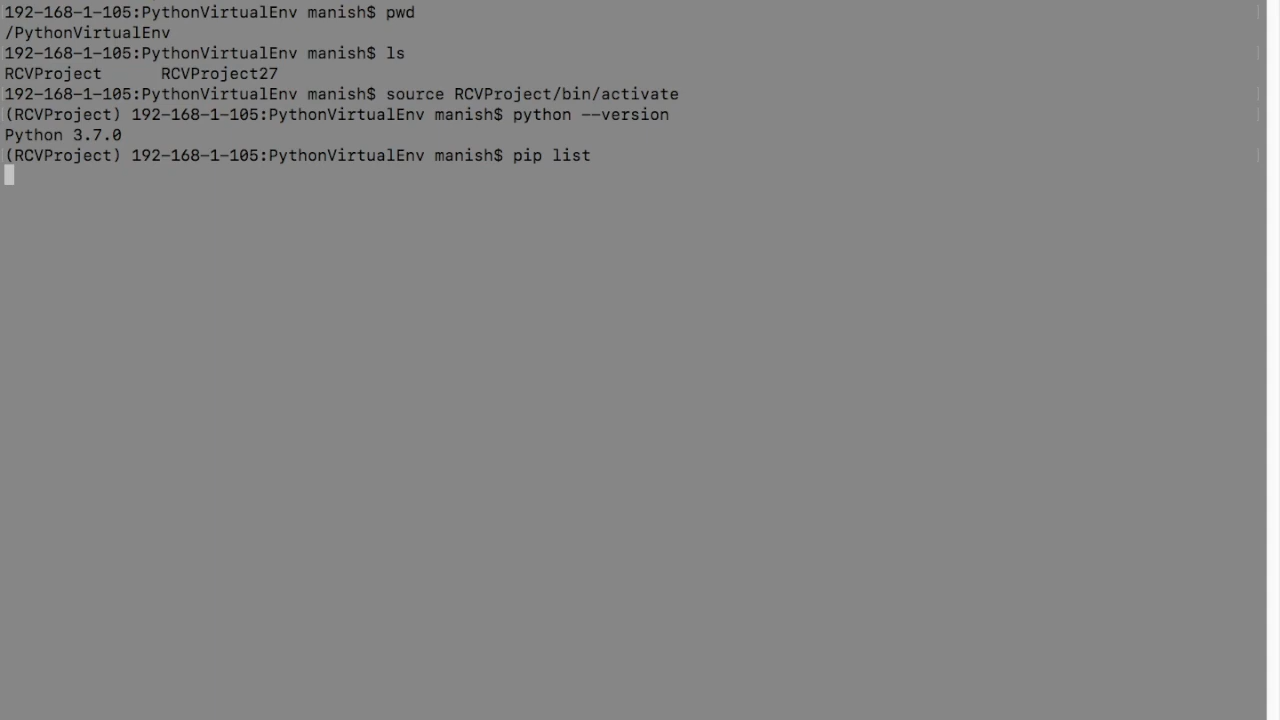 192-168-1-105:PythonVirtualEnv manish$ pwd
/PythonVirtualEnv
192-168-1-105:PythonVirtualEnv manish$ ls
RCVProject      RCVProject27
192-168-1-105:PythonVirtualEnv manish$ source RCVProject/bin/activate
(RCVProject) 192-168-1-105:PythonVirtualEnv manish$ python --version
Python 3.7.0
(RCVProject) 192-168-1-105:PythonVirtualEnv manish$ pip list